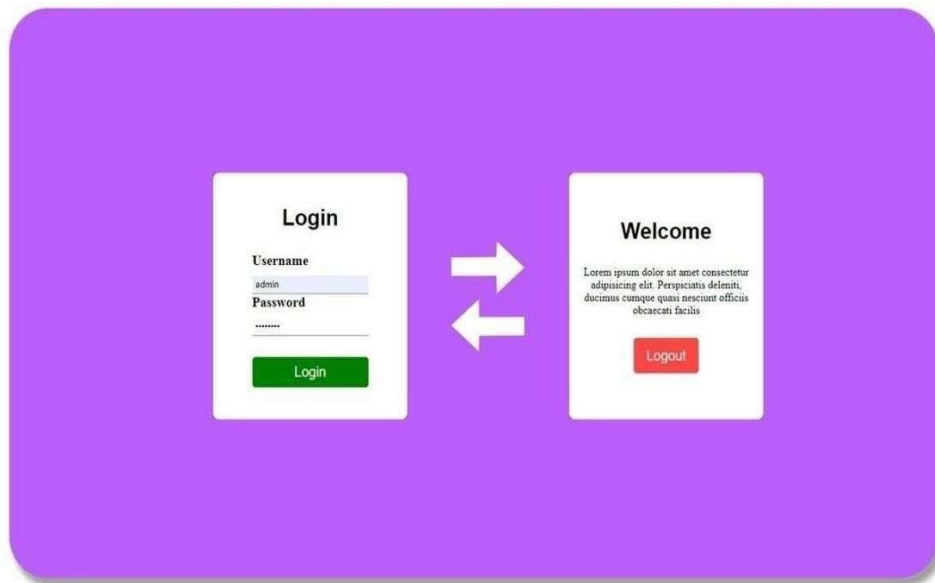 Login
Username
admin
Password
••••••••
Login
Welcome
Lorem ipsum dolor sit amet consectetur
adipisicing elit. Perspiciatis deleniti,
ducimus cumque quasi nesciunt officiis
obcaecati facilis
Logout